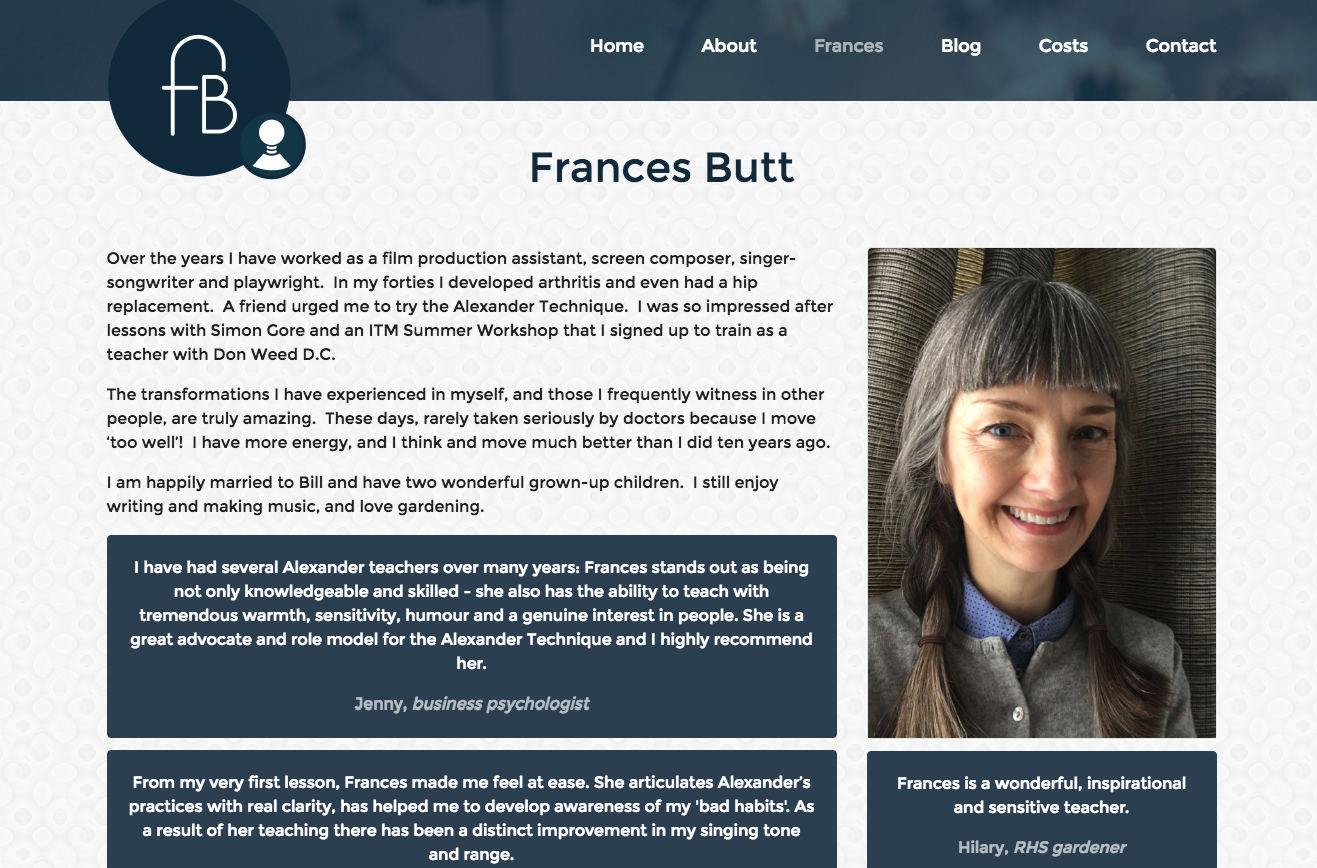 fB
Home
About
Frances
Blog
Costs
Contact
Frances Butt
Over the years I have worked as a film production assistant, screen composer, singer-
songwriter and playwright.  In my forties I developed arthritis and even had a hip
replacement.  A friend urged me to try the Alexander Technique.  I was so impressed after
lessons with Simon Gore and an ITM Summer Workshop that I signed up to train as a
teacher with Don Weed D.C.
The transformations I have experienced in myself, and those I frequently witness in other
people, are truly amazing.  These days, rarely taken seriously by doctors because I move
‘too well’!  I have more energy, and I think and move much better than I did ten years ago.
I am happily married to Bill and have two wonderful grown-up children.  I still enjoy
writing and making music, and love gardening.
I have had several Alexander teachers over many years: Frances stands out as being
not only knowledgeable and skilled - she also has the ability to teach with
tremendous warmth, sensitivity, humour and a genuine interest in people. She is a
great advocate and role model for the Alexander Technique and I highly recommend
her.
Jenny, business psychologist
From my very first lesson, Frances made me feel at ease. She articulates Alexander’s
practices with real clarity, has helped me to develop awareness of my 'bad habits'. As
a result of her teaching there has been a distinct improvement in my singing tone
and range.
Frances is a wonderful, inspirational
and sensitive teacher.
Hilary, RHS gardener